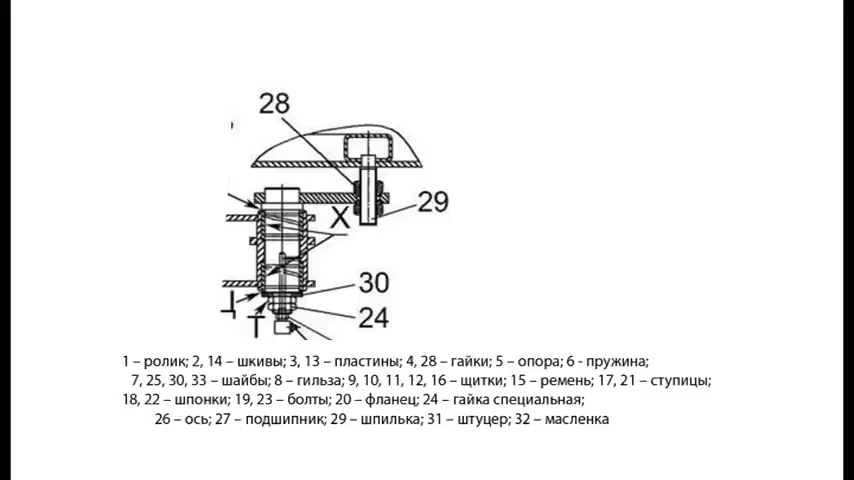 28
29
X
30
24
Т
1 – ролик; 2, 14 – шкивы; 3, 13 – пластины; 4, 28 – гайки; 5 – опора; 6 - пружина;
7, 25, 30, 33 – шайбы; 8 – гильза; 9, 10, 11, 12, 16 – щитки; 15 – ремень; 17, 21 – ступицы;
18, 22 – шпонки; 19, 23 – болты; 20 – фланец; 24 – гайка специальная;
26 – ось; 27 – подшипник; 29 – шпилька; 31 – штуцер; 32 – масленка